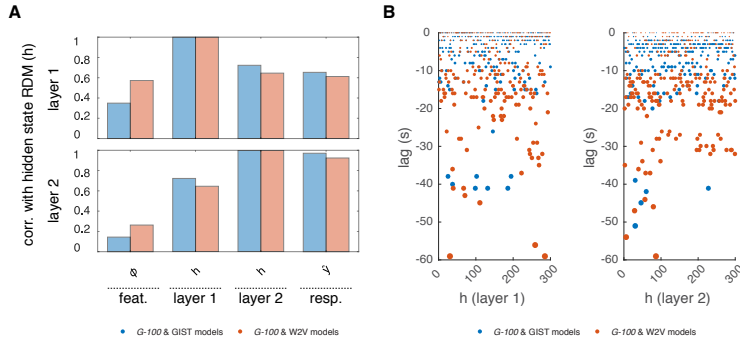 A
corr. with hidden state RDM (h)
layer 1
1
0.8
0.6
0.4
0.2
0
layer 2
1
0.8
0.6
0.4
0.2
0
φ
h
h
ŷ
feat.
layer 1
layer 2
resp.
G-100 & GIST models
G-100 & W2V models
B
lag (s)
0
-10
-20
-30
-40
-50
-60
0
100
200
300
h (layer 1)
lag (s)
0
-10
-20
-30
-40
-50
-60
0
100
200
300
h (layer 2)
G-100 & GIST models
G-100 & W2V models